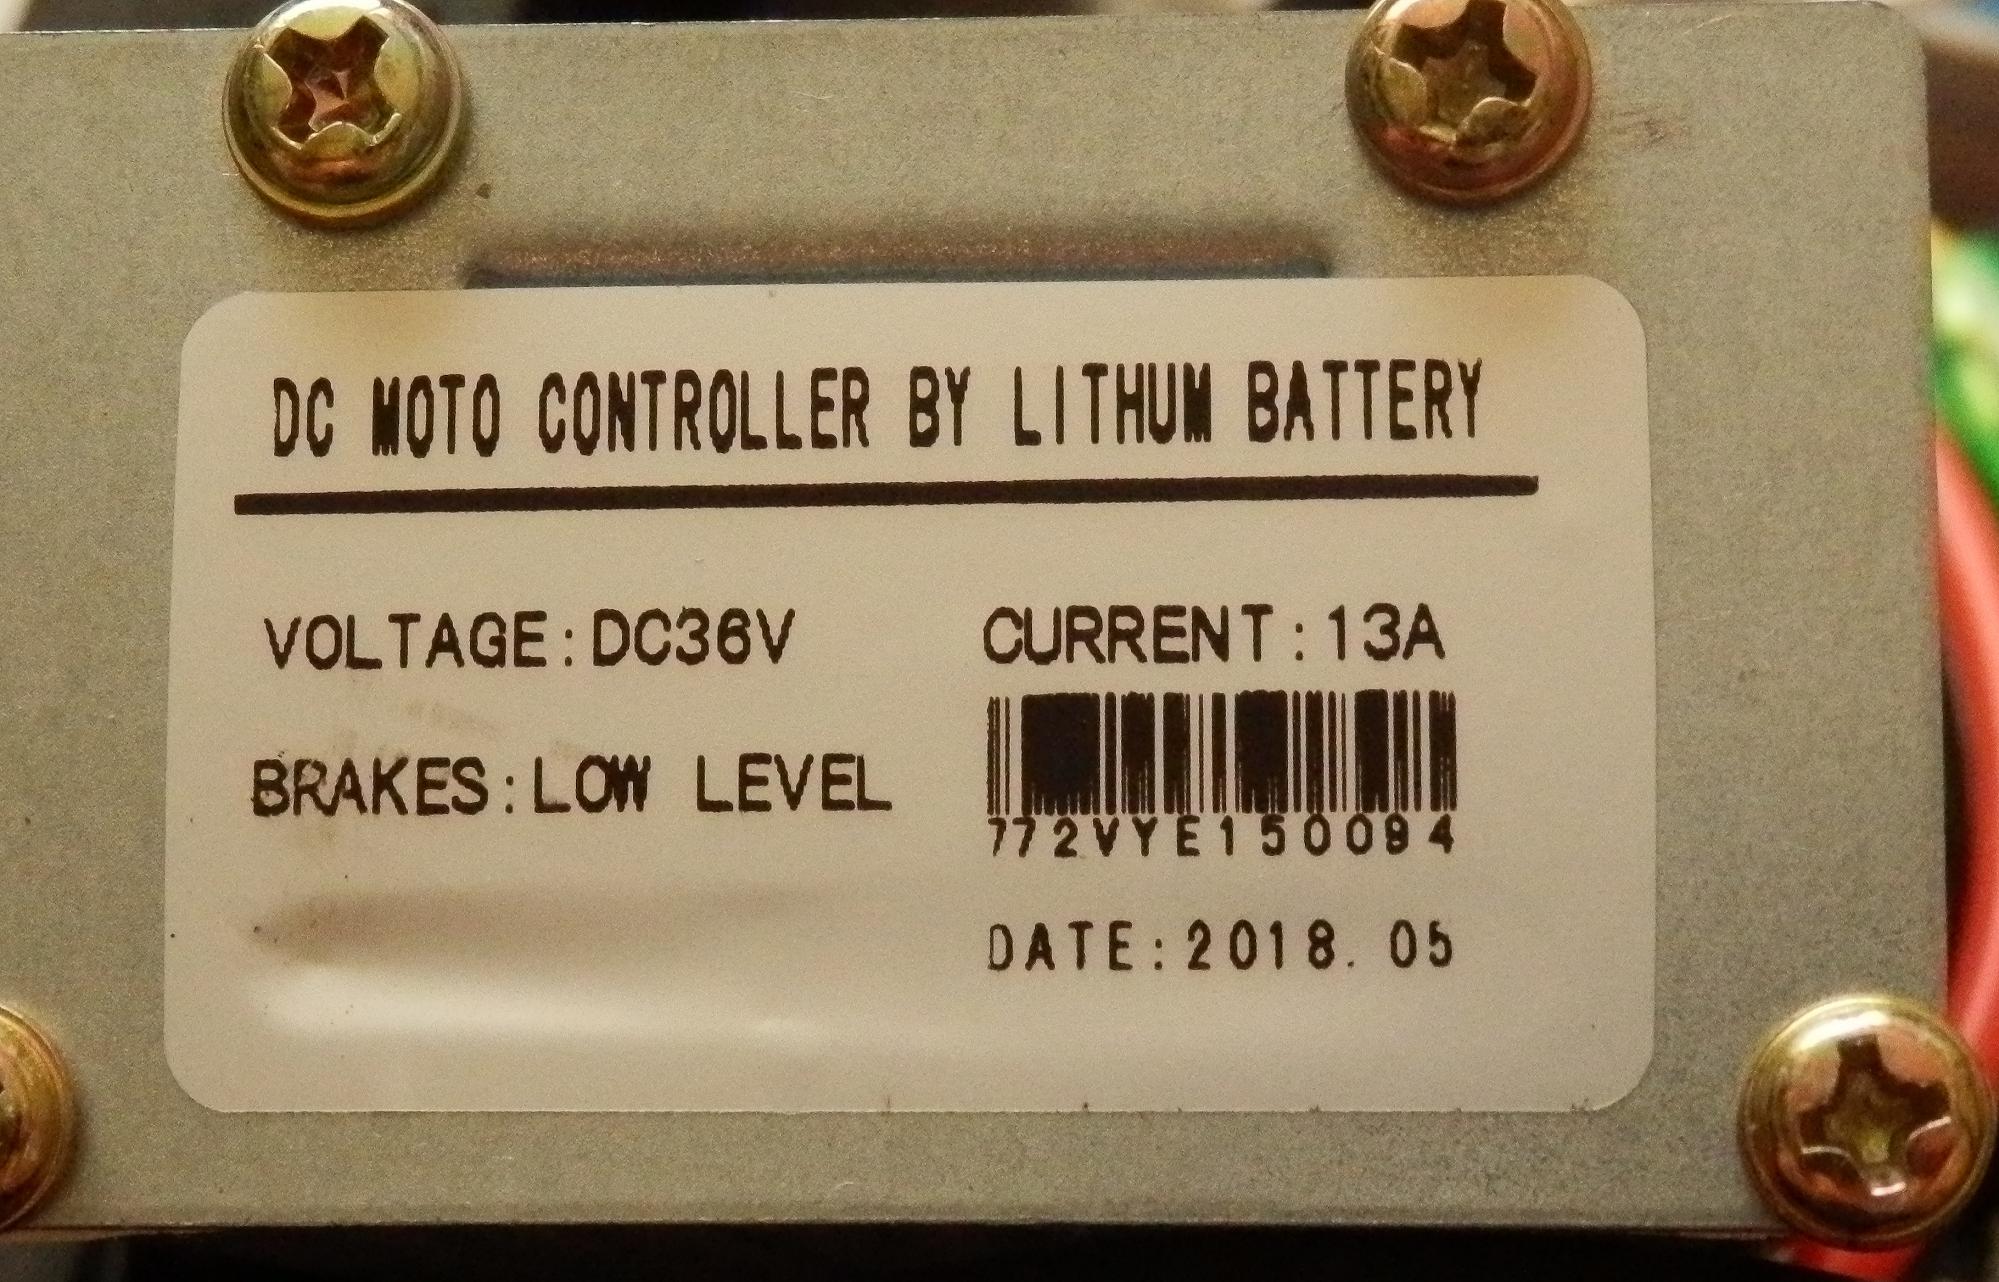 DC MOTO CONTROLLER BY LITHUM BATTERY
VOLTAGE:DC36V
CURRENT:13A
BRAKES:LOW LEVEL
772VYE150094
DATE:2018.05